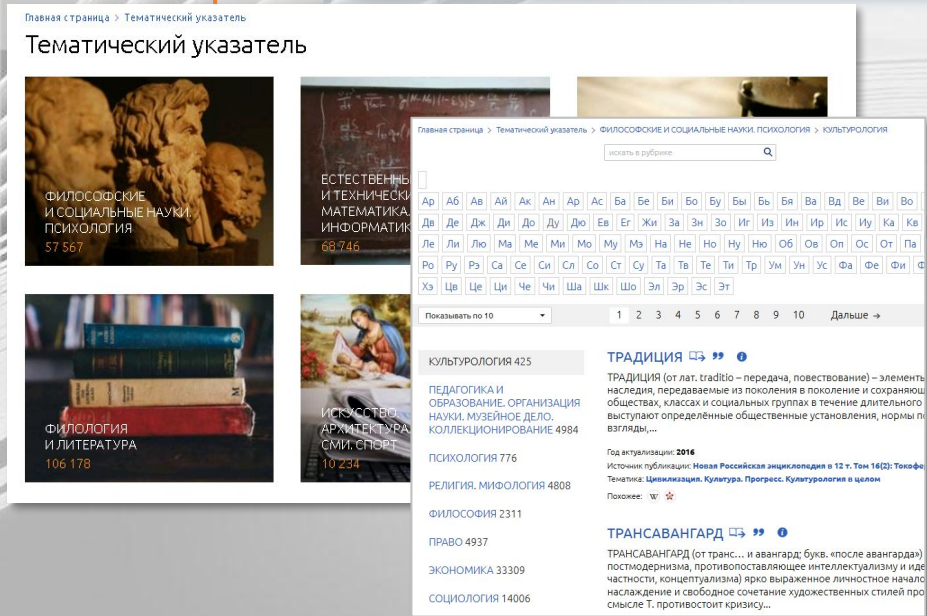 Главная страница > Тематический указатель
Тематический указатель
ФИЛОСОФСКИЕ
И СОЦИАЛЬНЫЕ НАУКИ.
ПСИХОЛОГИЯ
57 567
ЕСТЕСТВЕННЫ
И ТЕХНИЧЕСКИ
МАТЕМАТИКА.
ИНФОРМАТИК
68 746
ФИЛОЛОГИЯ
И ЛИТЕРАТУРА
106 178
ИСКУССТВО
АРХИТЕКТУРА
СМИ. СПОРТ
10 234
Главная страница > Тематический указатель > ФИЛОСОФСКИЕ И СОЦИАЛЬНЫЕ НАУКИ. ПСИХОЛОГИЯ > КУЛЬТУРОЛОГИЯ
искать в рубрике
Ар Аб Ав Ай Ак Ан Ар Ас Ба Бе Би Бо Бу Бы Бь Бя Ва Вд Ве Ви Во
Дв Де Дж Ди До Ду Дю Ев Ег Жи За Зн Зо Иг Из Ин Ир Ис Иу Ка Кв
Ле Ли Лю Ма Ме Ми Мо Му Мэ На Не Но Ну Ню Об Ов Оп Ос От Па
Ро Ру Рэ Са Се Си Сл Со Ст Су Та Тв Те Ти Тр Ум Ун Ус Фа Фе Фи
Хэ Цв Це Ци Че Чи Ша Шк Шо Эл Эр Эс Эт
Показывать по 10
1 2 3 4 5 6 7 8 9 10 Дальше →
КУЛЬТУРОЛОГИЯ 425
ПЕДАГОГИКА И
ОБРАЗОВАНИЕ. ОРГАНИЗАЦИЯ
НАУКИ. МУЗЕЙНОЕ ДЕЛО.
КОЛЛЕКЦИОНИРОВАНИЕ 4984
ПСИХОЛОГИЯ 776
РЕЛИГИЯ. МИФОЛОГИЯ 4808
ФИЛОСОФИЯ 2311
ПРАВО 4937
ЭКОНОМИКА 33309
СОЦИОЛОГИЯ 14006
ТРАДИЦИЯ
ТРАДИЦИЯ (от лат. traditio – передача, повествование) – элементы
наследия, передаваемые из поколения в поколение и сохраняющ
обществах, классах и социальных группах в течение длительного
выступают определённые общественные установления, нормы по
взгляды,...
Год актуализации: 2016
Источник публикации: Новая Российская энциклопедия в 12 т. Том 16(2): Токофе
Тематика: Цивилизация. Культура. Прогресс. Культурология в целом
Похожее: W
ТРАНСАВАНГАРД
ТРАНСАВАНГАРД (от транс... и авангард; букв. «после авангарда»)
постмодернизма, противопоставляющее интеллектуализму и иде
частности, концептуализма) ярко выраженное личностное начало
наслаждение и свободное сочетание художественных стилей про
смысле Т. противостоит кризису...